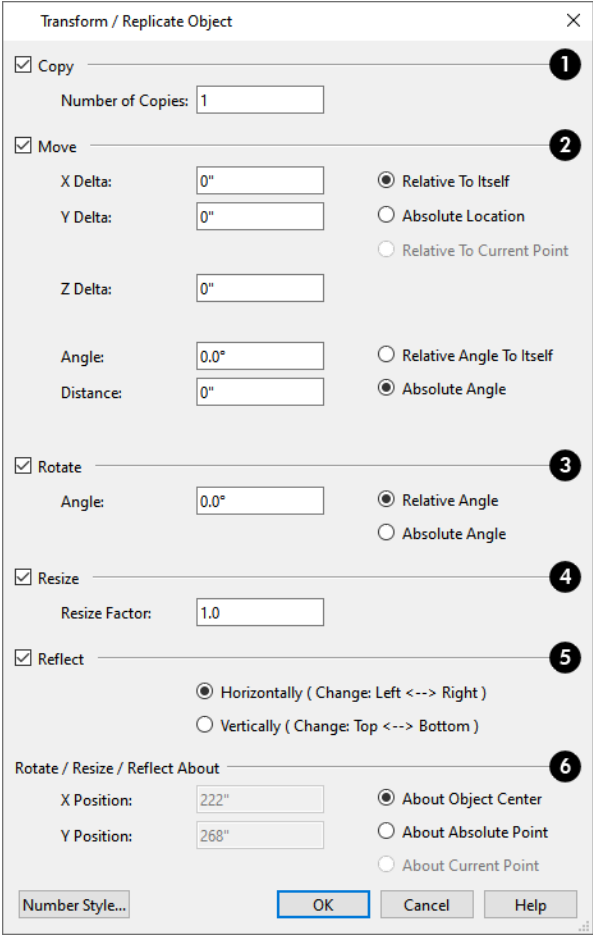 Transform / Replicate Object
Copy 1
Number of Copies: 1
Move 2
X Delta: 0" Relative To Itself
Y Delta: 0" Absolute Location
Relative To Current Point
Z Delta: 0"
Angle: 0.0° Relative Angle To Itself
Distance: 0" Absolute Angle
Rotate 3
Angle: 0.0° Relative Angle
Absolute Angle
Resize 4
Resize Factor: 1.0
Reflect 5
Horizontally ( Change: Left <--> Right )
Vertically ( Change: Top <--> Bottom )
Rotate / Resize / Reflect About 6
X Position: 222" About Object Center
Y Position: 268" About Absolute Point
About Current Point
Number Style... OK Cancel Help